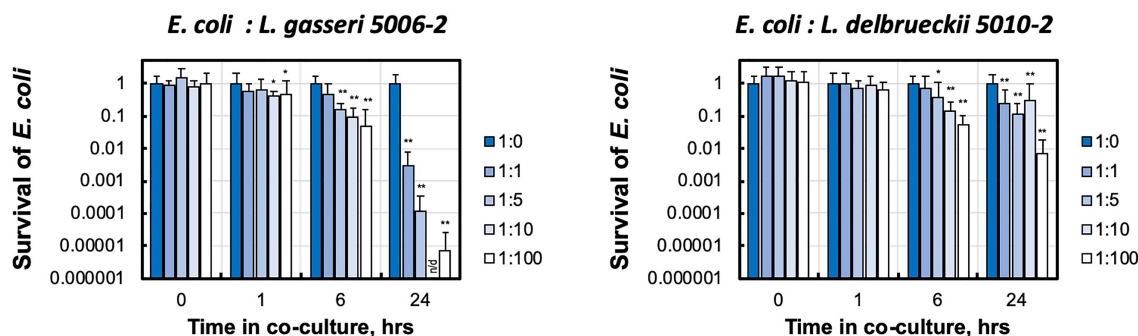 E. coli : L. gasseri 5006-2
Survival of E. coli
1
0.1
0.01
0.001
0.0001
0.00001
0.000001
* *
** ** **
** ** n/d **
0 1 6 24
Time in co-culture, hrs
1:0
1:1
1:5
1:10
1:100
E. coli : L. delbrueckii 5010-2
Survival of E. coli
1
0.1
0.01
0.001
0.0001
0.00001
0.000001
* ** **
** ** ** **
0 1 6 24
Time in co-culture, hrs
1:0
1:1
1:5
1:10
1:100